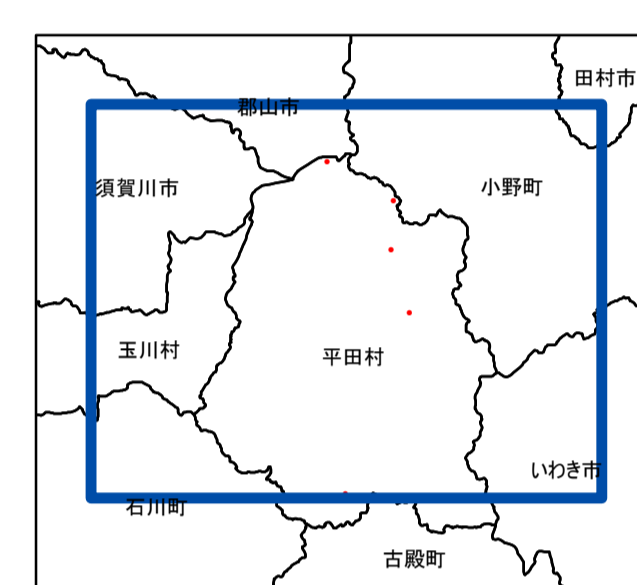 田村市
郡山市
須賀川市
小野町
玉川村
平田村
いわき市
石川町
古殿町